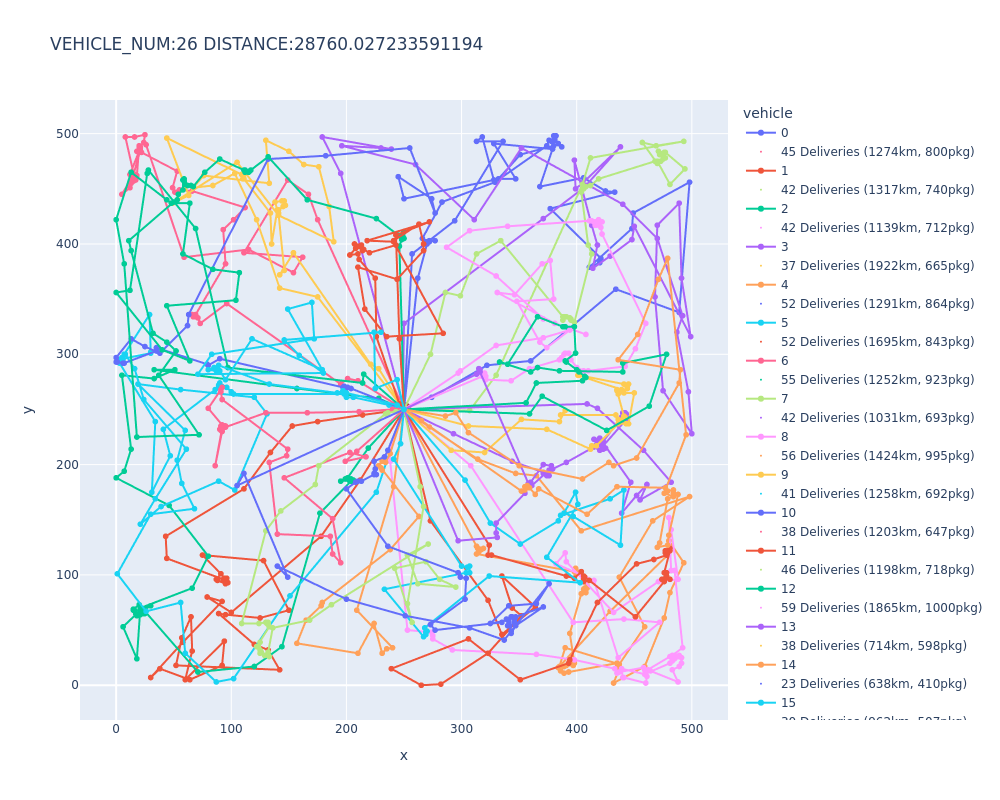 VEHICLE_NUM:26 DISTANCE:28760.027233591194
vehicle
0
45 Deliveries (1274km, 800pkg)
1
42 Deliveries (1317km, 740pkg)
2
42 Deliveries (1139km, 712pkg)
3
37 Deliveries (1922km, 665pkg)
4
52 Deliveries (1291km, 864pkg)
5
52 Deliveries (1695km, 843pkg)
6
55 Deliveries (1252km, 923pkg)
7
42 Deliveries (1031km, 693pkg)
8
56 Deliveries (1424km, 995pkg)
9
41 Deliveries (1258km, 692pkg)
10
38 Deliveries (1203km, 647pkg)
11
46 Deliveries (1198km, 718pkg)
12
59 Deliveries (1865km, 1000pkg)
13
38 Deliveries (714km, 598pkg)
14
23 Deliveries (638km, 410pkg)
15
500
400
300
200
100
0
y
0 100 200 300 400 500
x